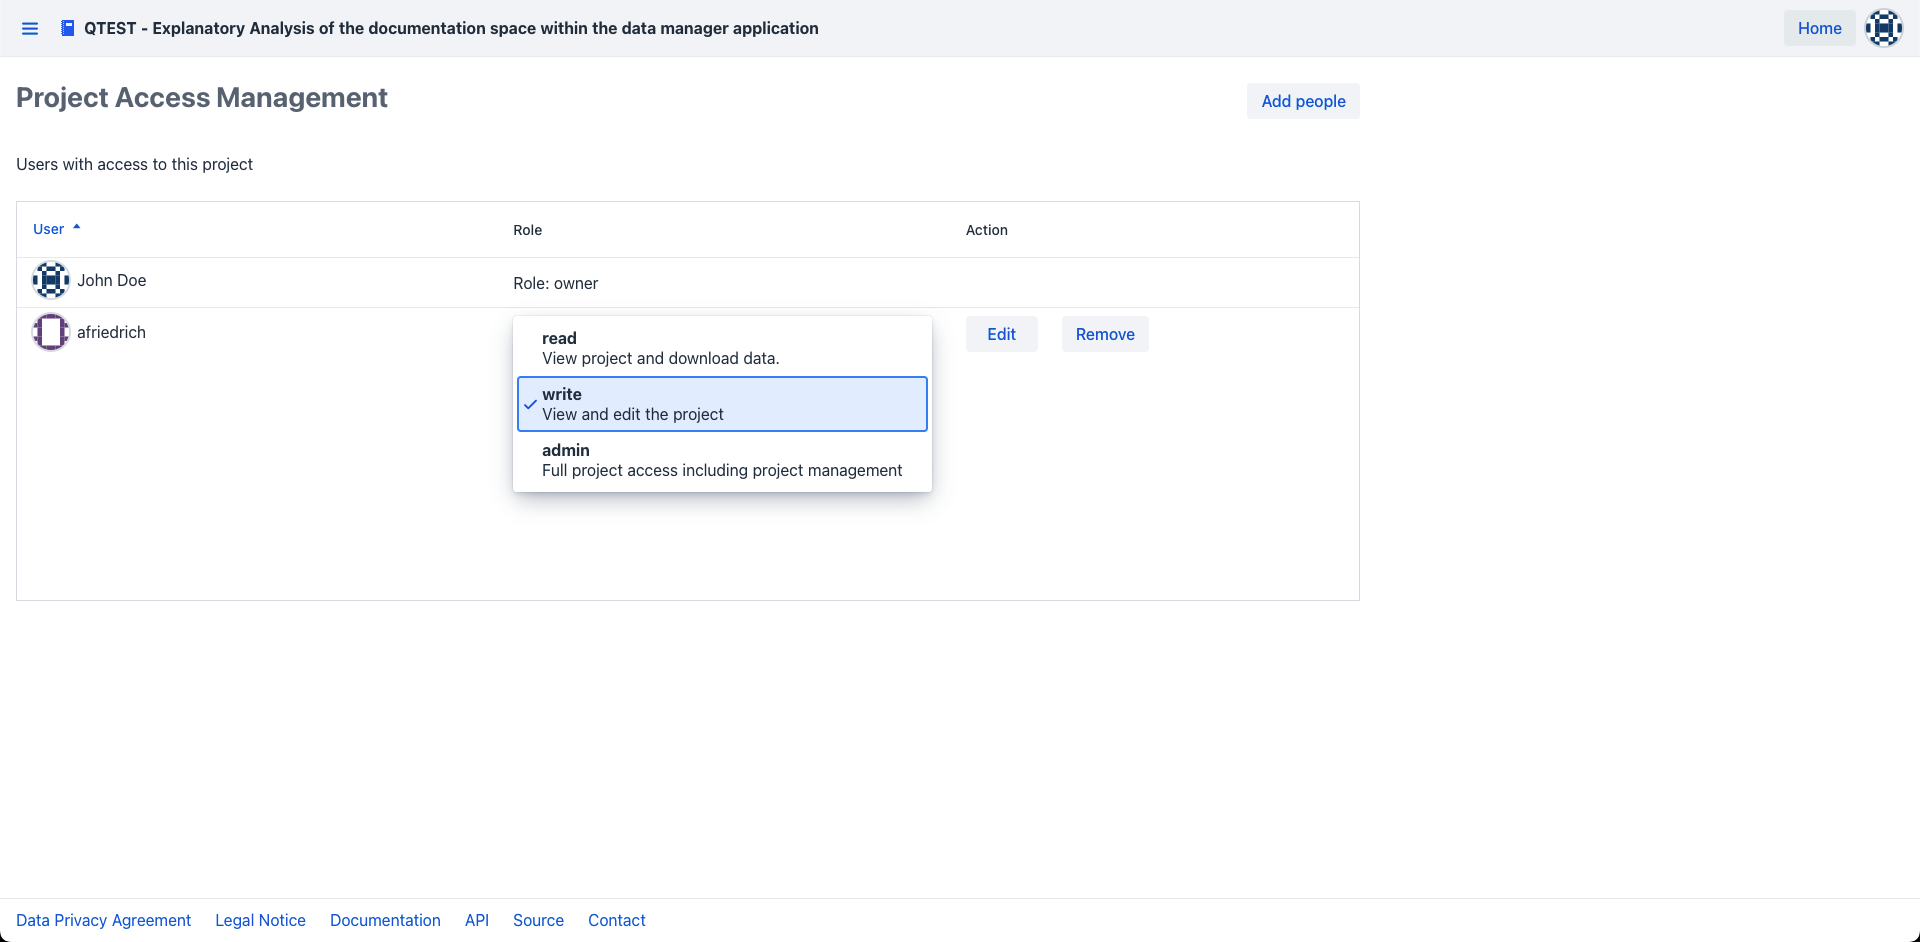 QTEST - Explanatory Analysis of the documentation space within the data manager application
Home
Project Access Management
Add people
Users with access to this project
User Role Action
John Doe Role: owner
afriedrich Edit Remove
read
View project and download data.
write
View and edit the project
admin
Full project access including project management
Data Privacy Agreement Legal Notice Documentation API Source Contact